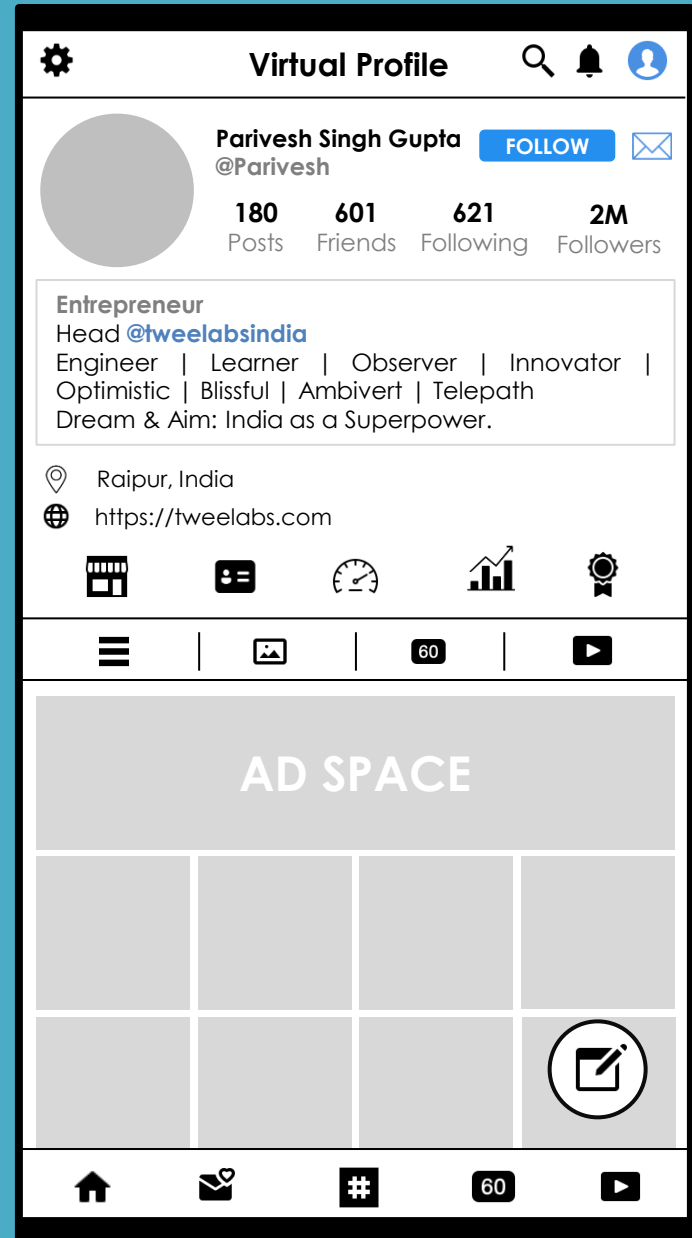 Virtual Profile
Parivesh Singh Gupta
FOLLOW
@Parivesh
180 601 621 2M
Posts Friends Following Followers
Entrepreneur
Head @tweelabsindia
Engineer | Learner | Observer | Innovator |
Optimistic | Blissful | Ambivert | Telepath
Dream & Aim: India as a Superpower.
Raipur, India
https://tweelabs.com
60
AD SPACE
# 60